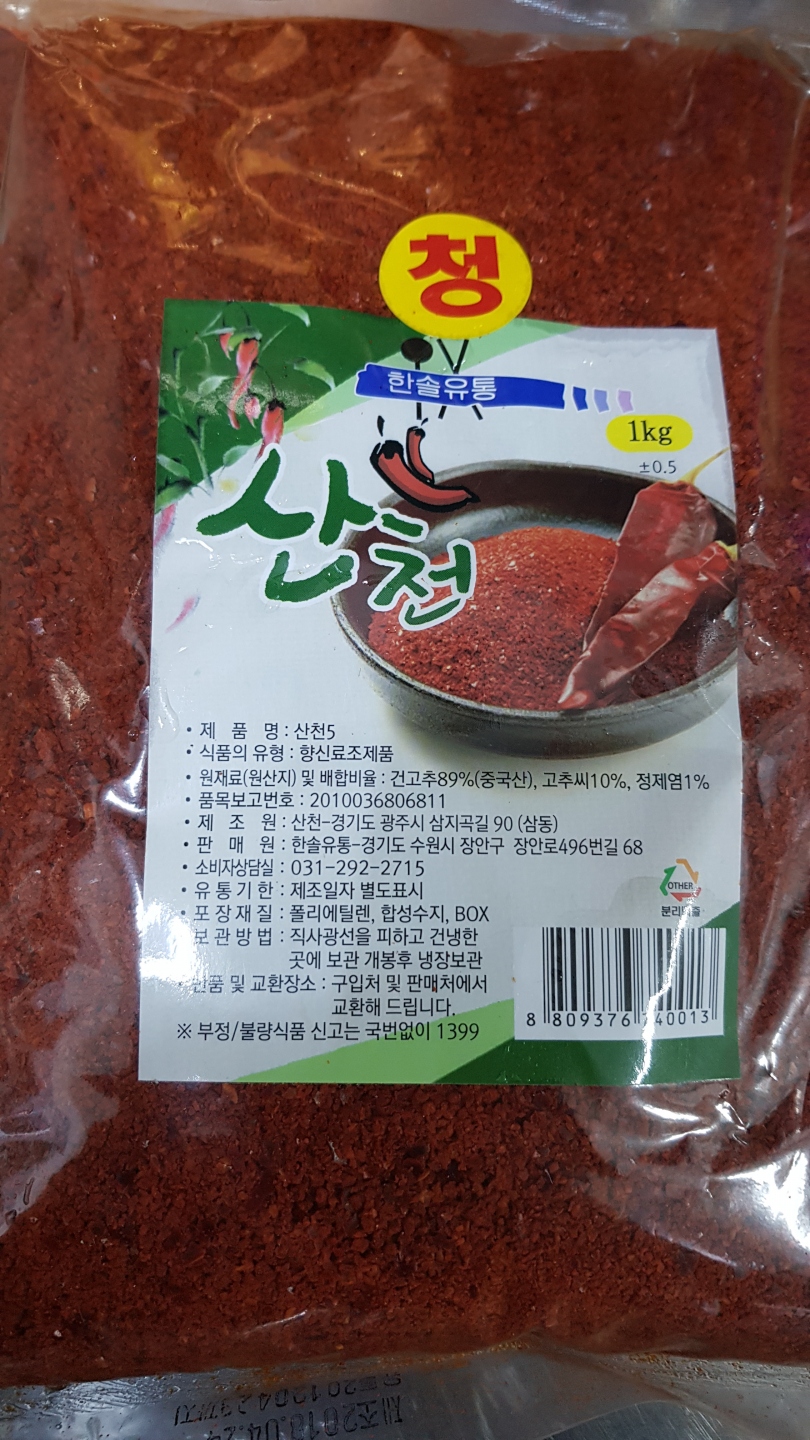 청
한솔유통
1kg
±0.5
산천
• 제 품 명 : 산천5
• 식품의 유형 : 향신료조제품
• 원재료(원산지) 및 배합비율 : 건고추89%(중국산), 고추씨10%, 정제염1%
• 품목보고번호 : 2010036806811
• 제 조 원 : 산천-경기도 광주시 삼지곡길 90 (삼동)
• 판 매 원 : 한솔유통-경기도 수원시 장안구 장안로496번길 68
• 소비자상담실 : 031-292-2715
• 유 통 기 한 : 제조일자 별도표시
• 포 장 재 질 : 폴리에틸렌, 합성수지, BOX
보 관 방 법 : 직사광선을 피하고 건냉한
곳에 보관 개봉후 냉장보관
및 교환장소 : 구입처 및 판매처에서
교환해 드립니다.
※ 부정/불량식품 신고는 국번없이 1399
OTHER
8 809376 740013
제조2018.04.24